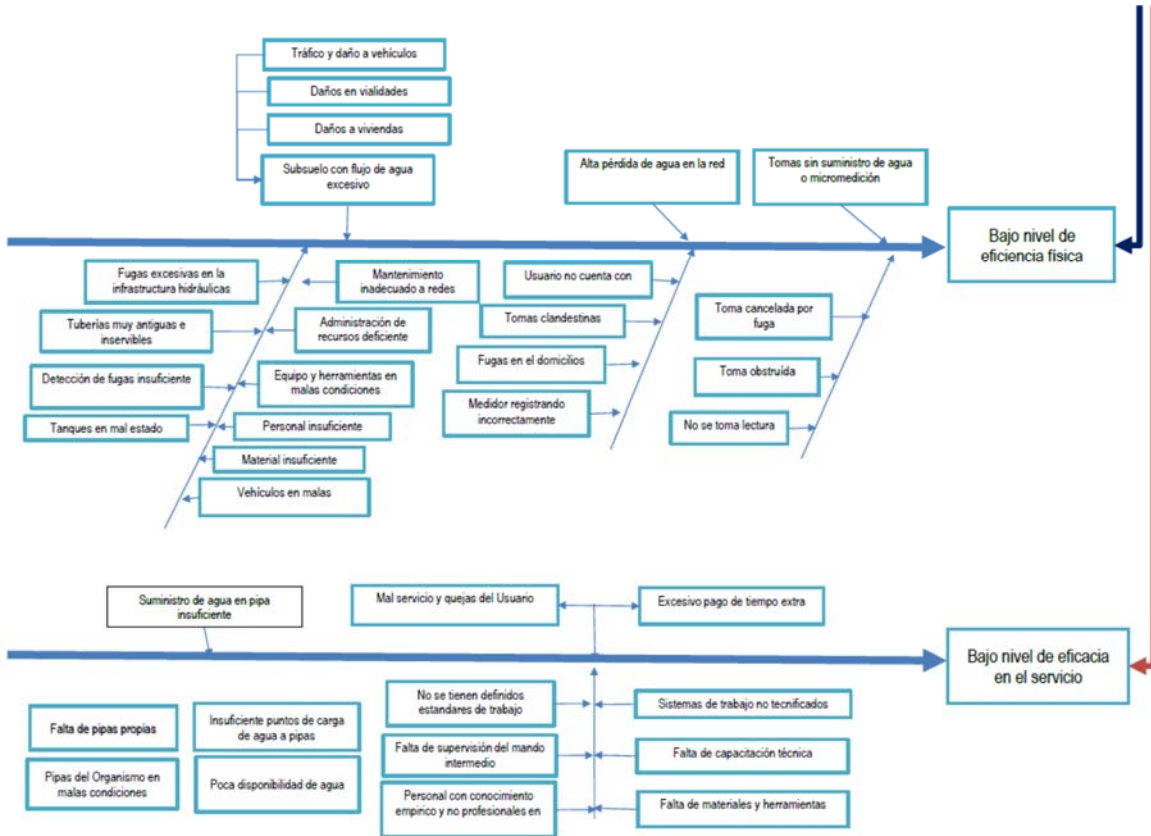 Tráfico y daño a vehículos
Daños en vialidades
Daños a viviendas
Subsuelo con flujo de agua
excesivo
Alta pérdida de agua en la red
Tomas sin suministro de agua
o micromedición
Bajo nivel de
eficiencia física
Fugas excesivas en la
infraestructura hidráulicas
Mantenimiento
inadecuado a redes
Tuberías muy antiguas e
inservibles
Administración de
recursos deficiente
Detección de fugas insuficiente
Equipo y herramientas en
malas condiciones
Tanques en mal estado
Personal insuficiente
Material insuficiente
Vehículos en malas
Usuario no cuenta con
Tomas clandestinas
Fugas en el domicilios
Medidor registrando
incorrectamente
Toma cancelada por
fuga
Toma obstruída
No se toma lectura
Suministro de agua en pipa
insuficiente
Mal servicio y quejas del Usuario
Excesivo pago de tiempo extra
Bajo nivel de eficacia
en el servicio
Falta de pipas propias
Insuficiente puntos de carga
de agua a pipas
Pipas del Organismo en
malas condiciones
Poca disponibilidad de agua
No se tienen definidos
estandares de trabajo
Sistemas de trabajo no tecnificados
Falta de supervisión del mando
intermedio
Falta de capacitación técnica
Personal con conocimiento
empirico y no profesionales en
Falta de materiales y herramientas